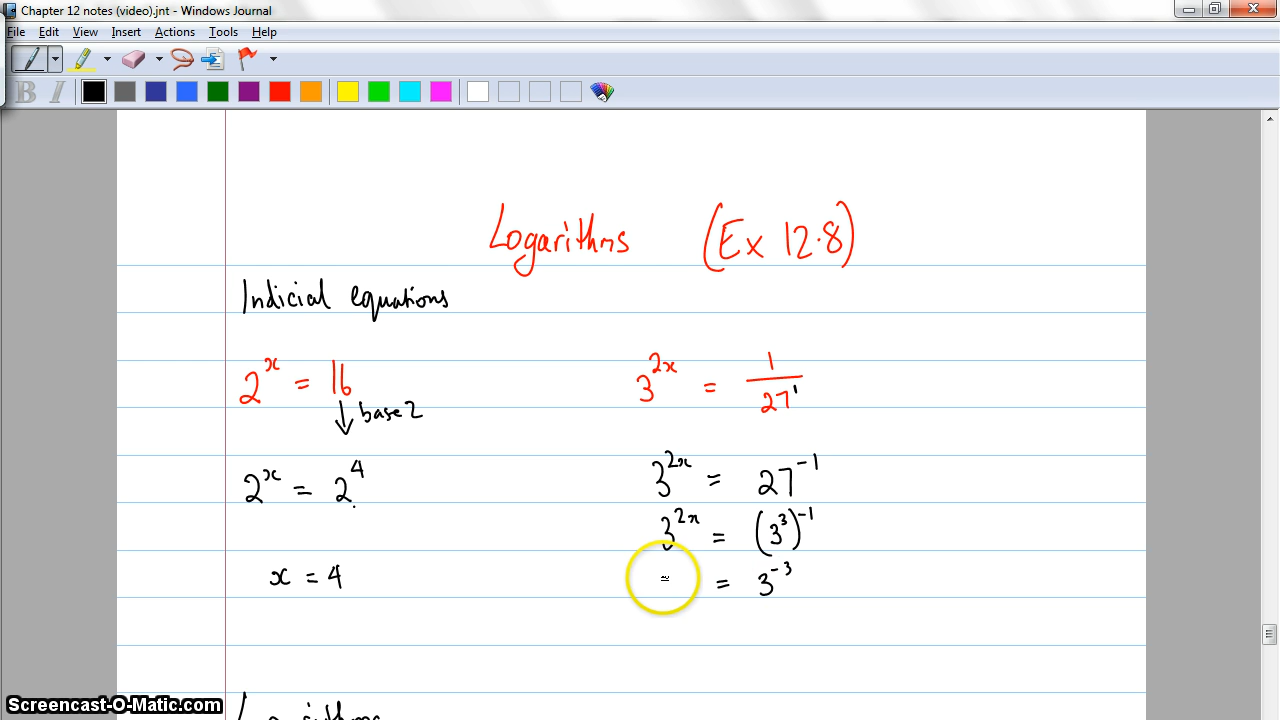 Chapter 12 notes (video).jnt - Windows Journal
File Edit View Insert Actions Tools Help
B I
Logarithms (Ex 12.8)
Indicial equations
2^x = 16
base 2
2^x = 2^4
x = 4
3^2x = 1/27^1
3^2x = 27^-1
3^2x = (3^3)^-1
= 3^-3
Logarithms
Screencast-O-Matic.com